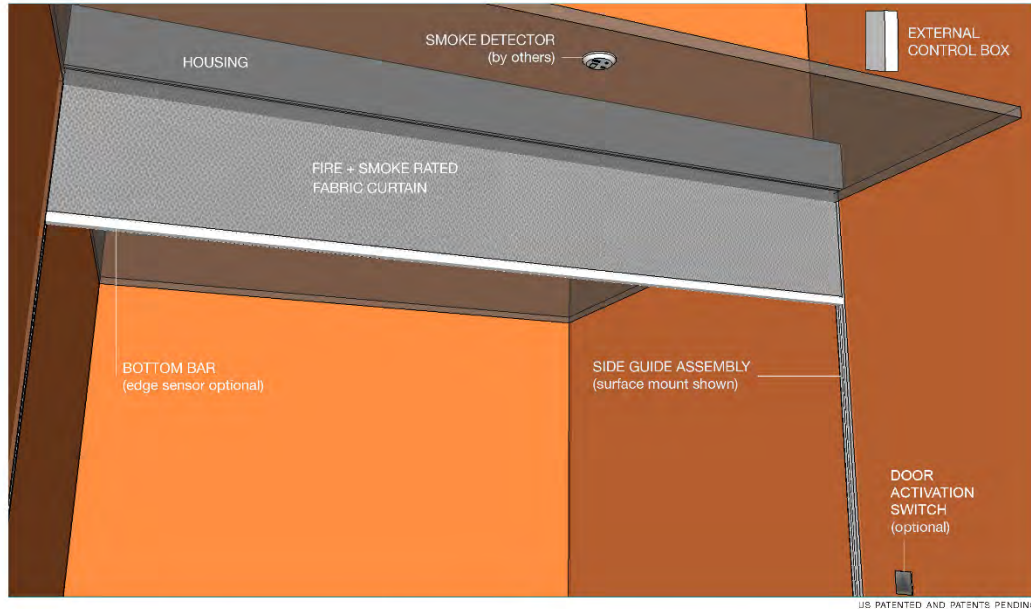 SMOKE DETECTOR
(by others)
EXTERNAL
CONTROL BOX
HOUSING
FIRE + SMOKE RATED
FABRIC CURTAIN
BOTTOM BAR
(edge sensor optional)
SIDE GUIDE ASSEMBLY
(surface mount shown)
DOOR
ACTIVATION
SWITCH
(optional)
US PATENTED AND PATENTS PENDIN